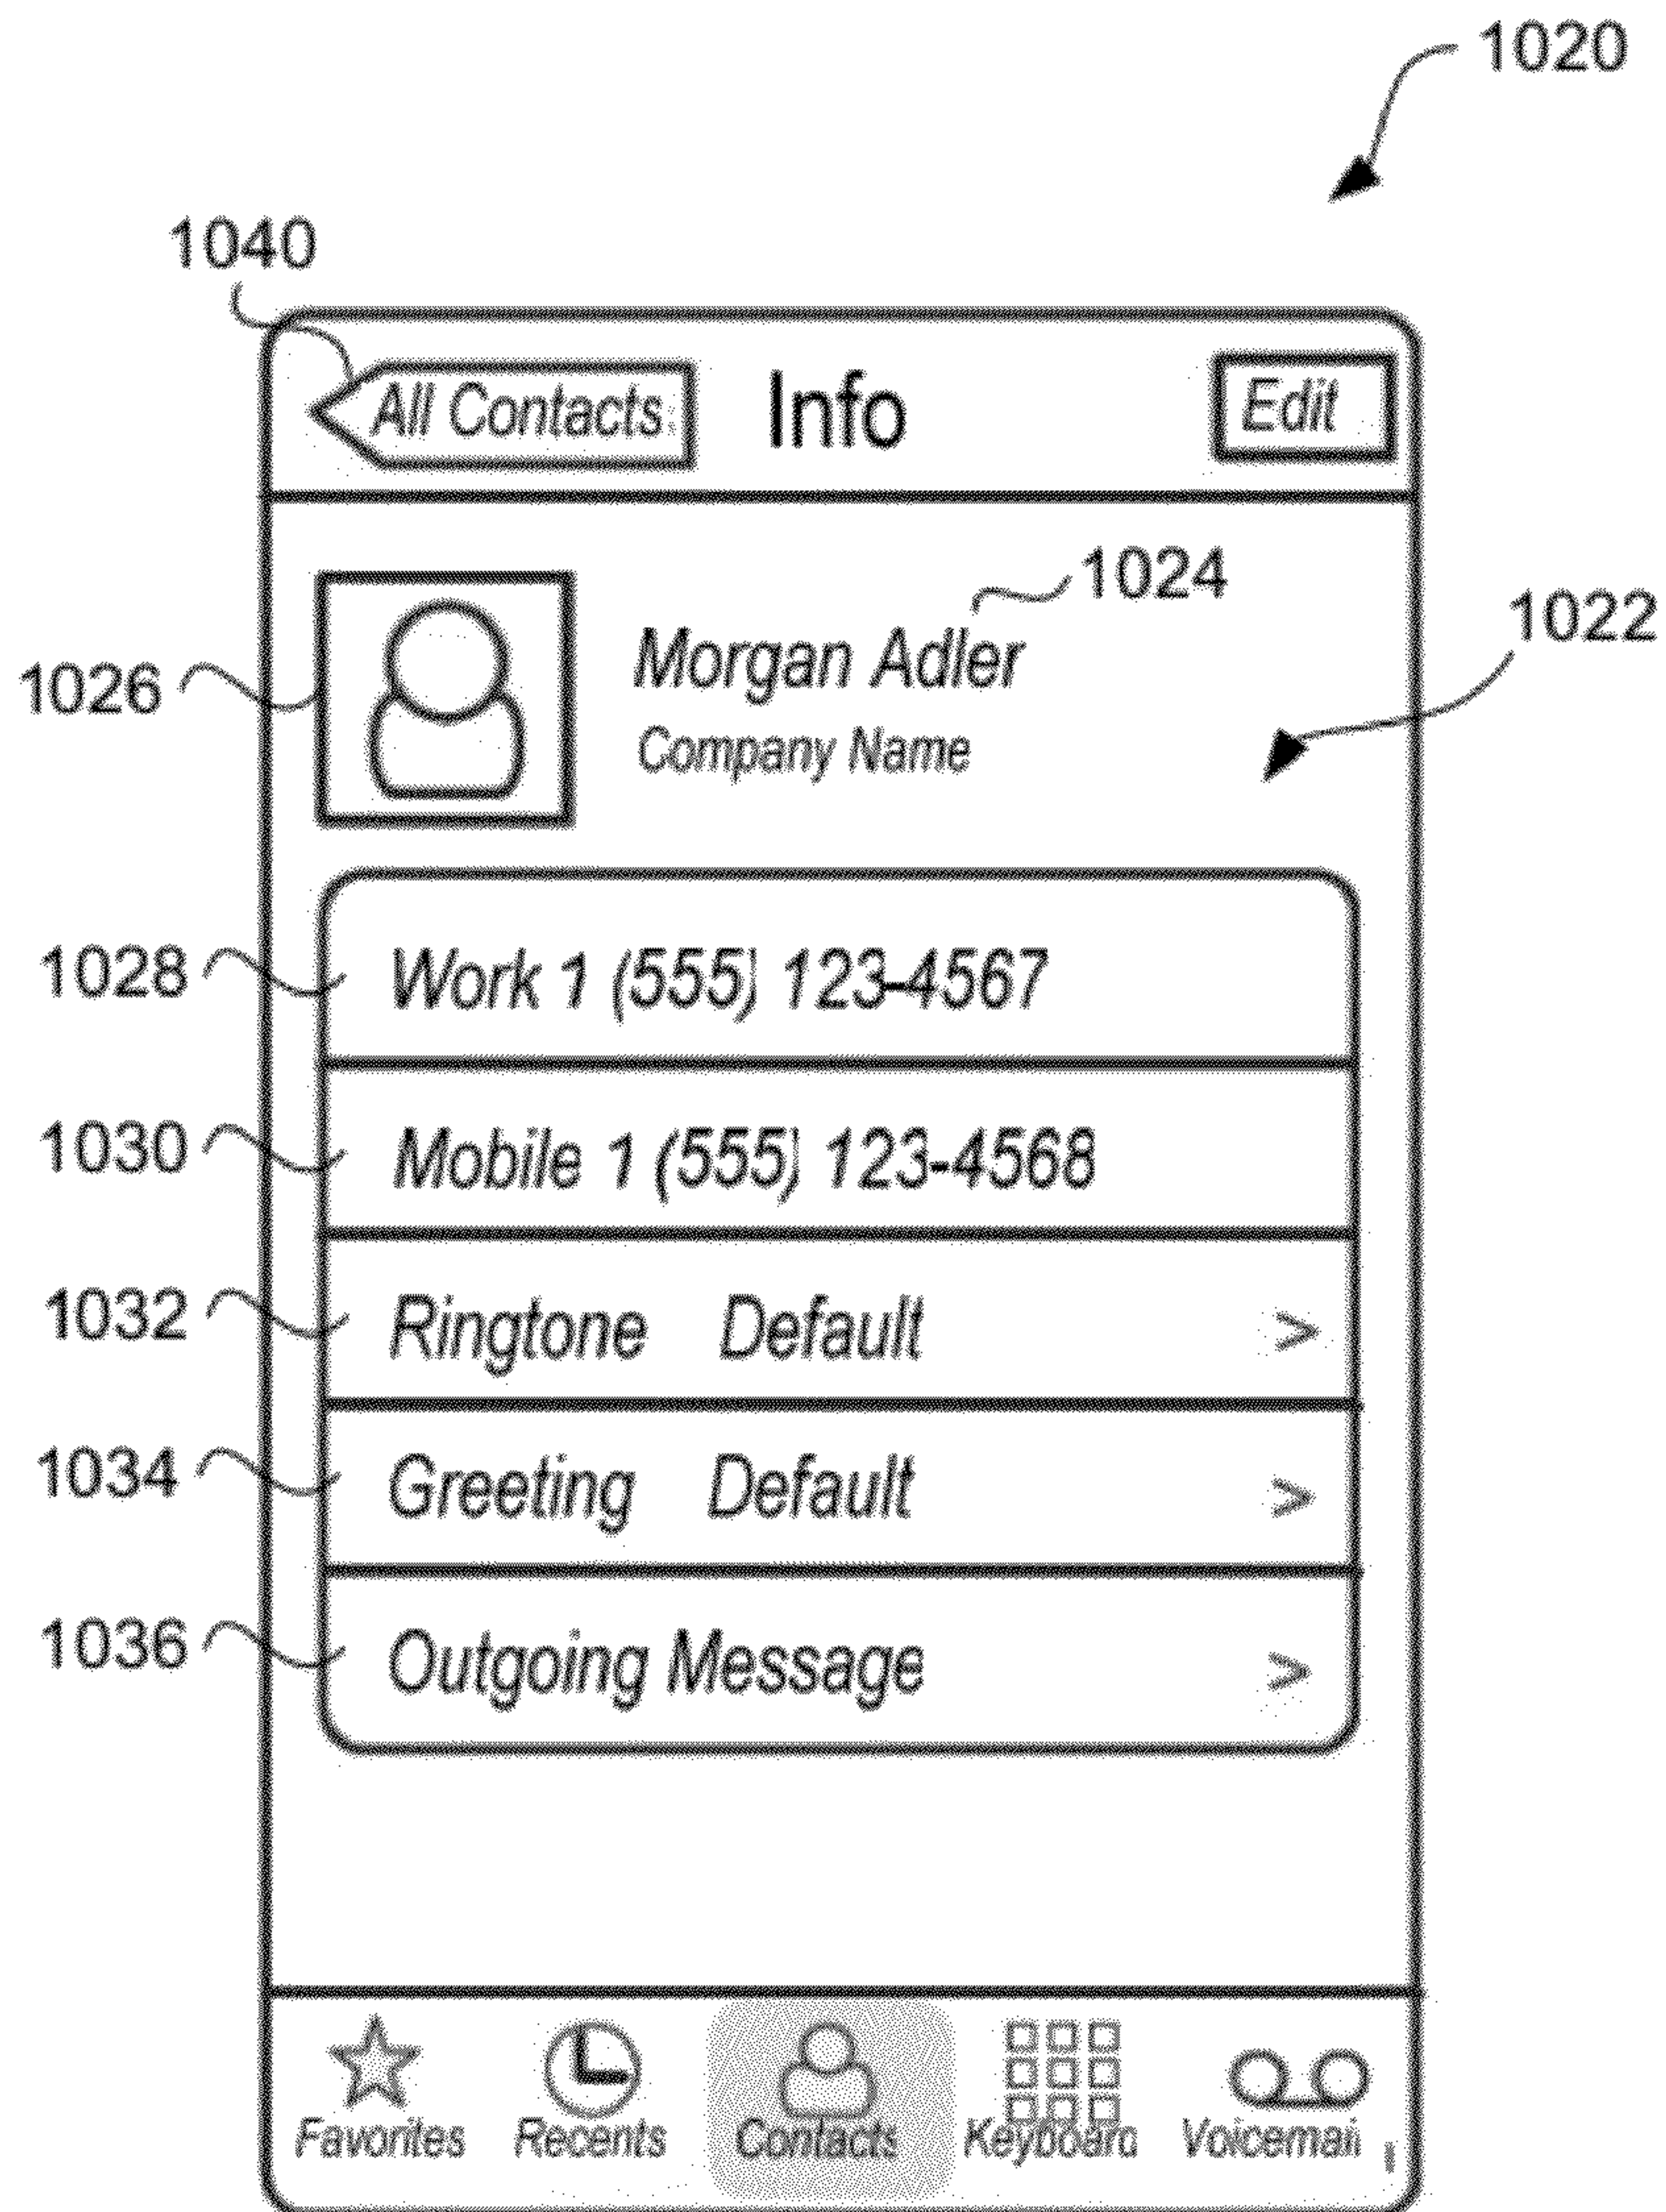 1020
1040
All Contacts Info Edit
1024
1022
1026
Morgan Adler
Company Name
1028 Work 1 (555) 123-4567
1030 Mobile 1 (555) 123-4568
1032 Ringtone Default >
1034 Greeting Default >
1036 Outgoing Message >
Favorites Recents Contacts Keyboard Voicemail